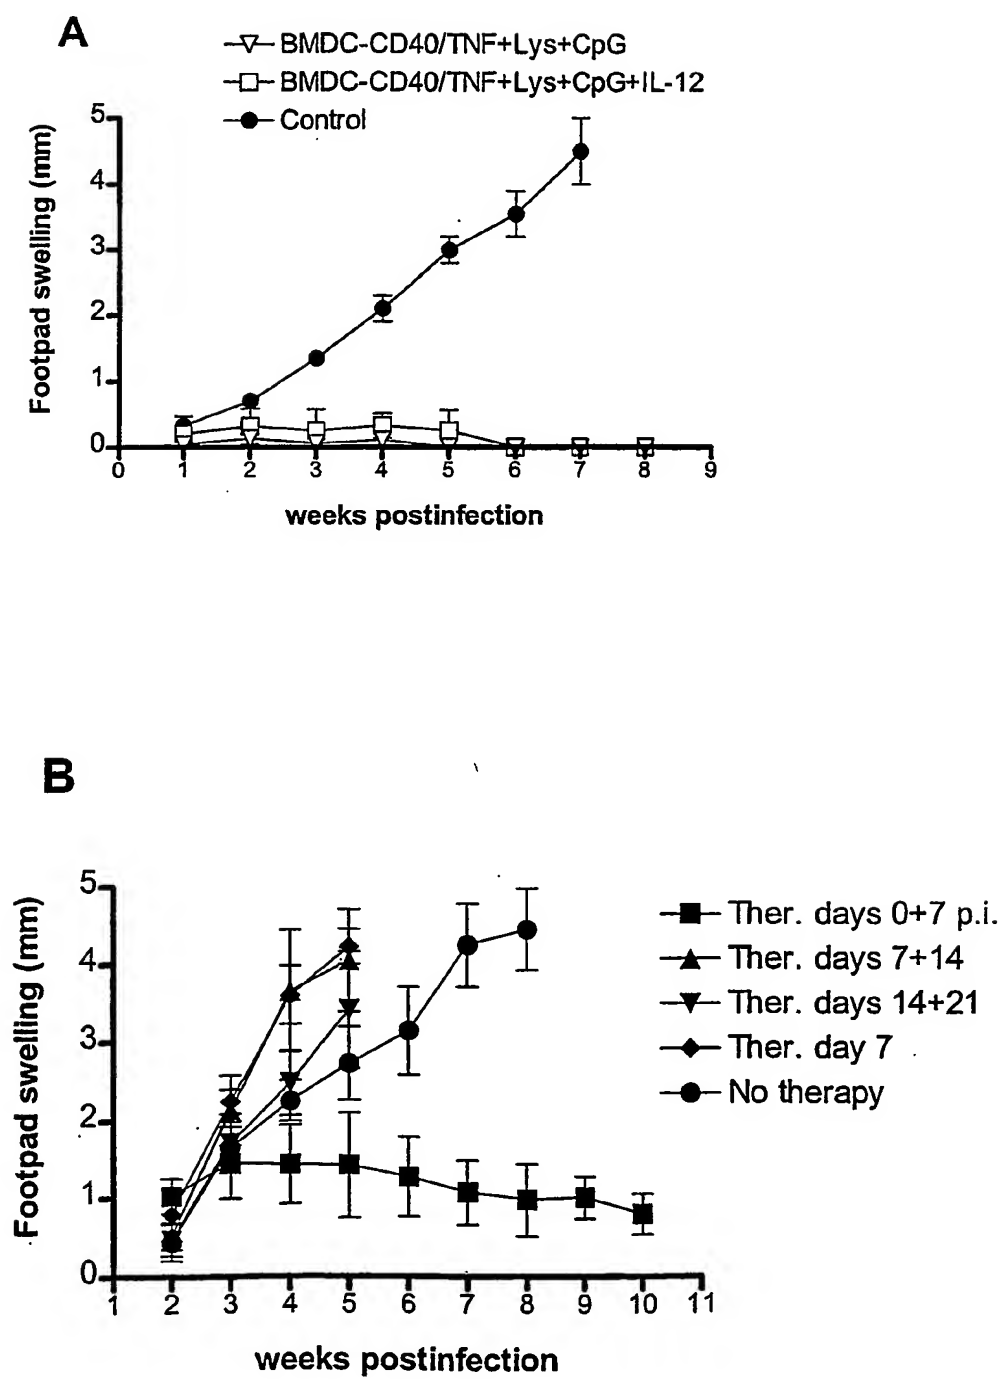 A
BMDC-CD40/TNF+Lys+CpG
BMDC-CD40/TNF+Lys+CpG+IL-12
Control
5
4
3
2
1
0
Footpad swelling (mm)
0 1 2 3 4 5 6 7 8 9
weeks postinfection
B
5
4
3
2
1
0
Footpad swelling (mm)
1 2 3 4 5 6 7 8 9 10 11
weeks postinfection
Ther. days 0+7 p.i.
Ther. days 7+14
Ther. days 14+21
Ther. day 7
No therapy